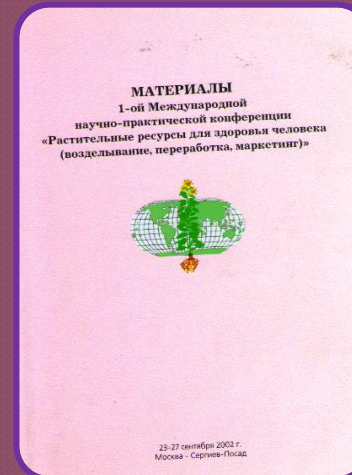 МАТЕРИАЛЫ
1-ой Международной
научно-практической конференции
«Растительные ресурсы для здоровья человека
(возделывание, переработка, маркетинг)»
23-27 сентября 2002 г.
Москва - Сергиев-Посад